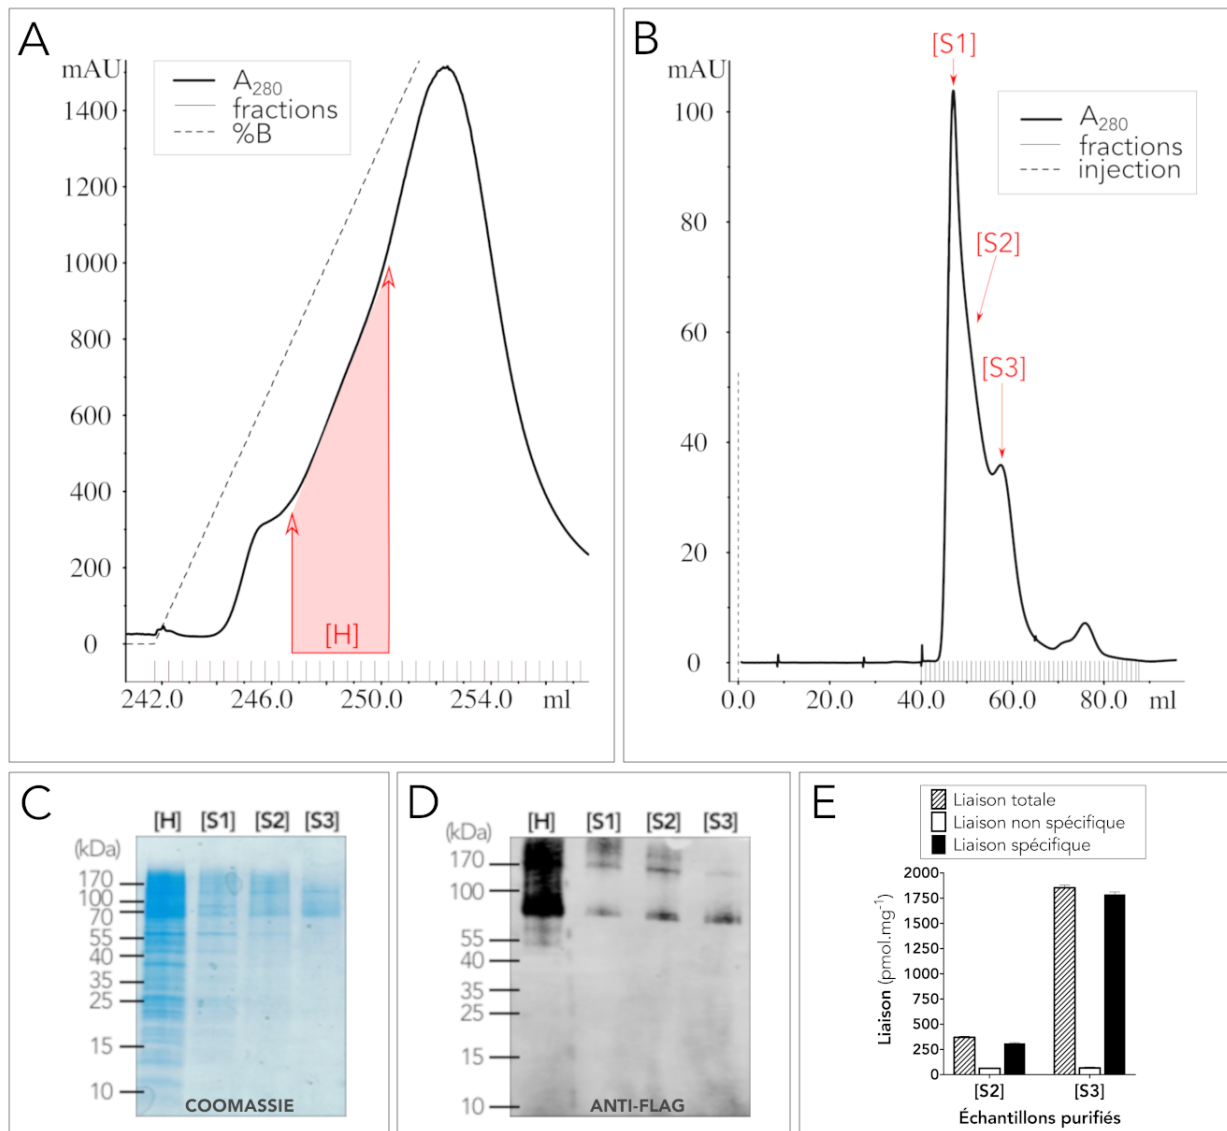 A
mAU
A280
fractions
%B
1400
1200
1000
800
600
400
200
0
[H]
242.0 246.0 250.0 254.0 ml
B
[S1]
mAU
A280
fractions
injection
100
80
60
40
20
0
[S2]
[S3]
0.0 20.0 40.0 60.0 80.0 ml
C
[H] [S1] [S2] [S3]
(kDa)
170
100
70
55
40
35
25
15
10
COOMASSIE
D
[H] [S1] [S2] [S3]
(kDa)
170
100
55
40
35
25
15
10
ANTI-FLAG
E
Liaison totale
Liaison non spécifique
Liaison spécifique
Liaison (pmol.mg-1)
2000
1750
1500
1250
1000
750
500
250
0
[S2] [S3]
Échantillons purifiés